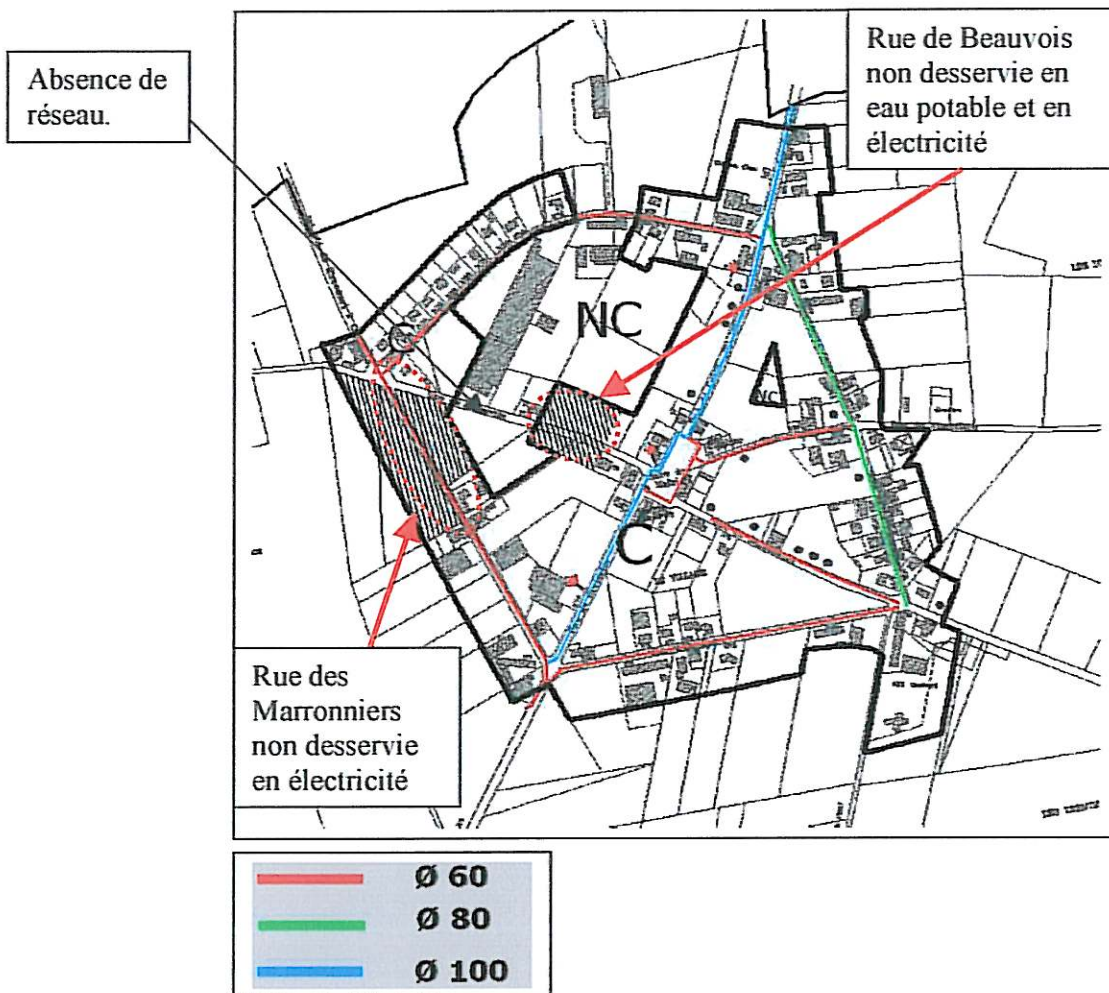 Absence de
réseau.
Rue de Beauvois
non desservie en
eau potable et en
électricité
NC
C
NC
C
Rue des
Marronniers
non desservie
en électricité
Ø 60
Ø 80
Ø 100